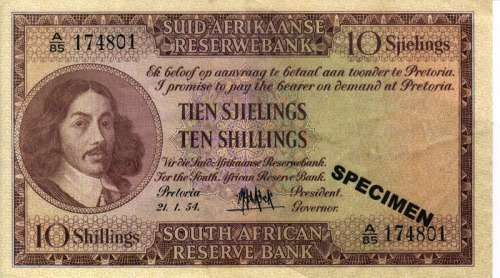 SUID-AFRIKAANSE
RESERWEBANK
A/85 174801
10 Sjielings
Ek beloof op aanvraag te betaal aan toonder te Pretoria.
I promise to pay the bearer on demand at Pretoria.
TIEN SJIELINGS
TEN SHILLINGS
Vir die Suid-Afrikaanse Reserwebank.
For the South African Reserve Bank.
Pretoria
President.
21.1.54.
Governor.
SPECIMEN
A/85 174801
10 Shillings
SOUTH AFRICAN
RESERVE BANK